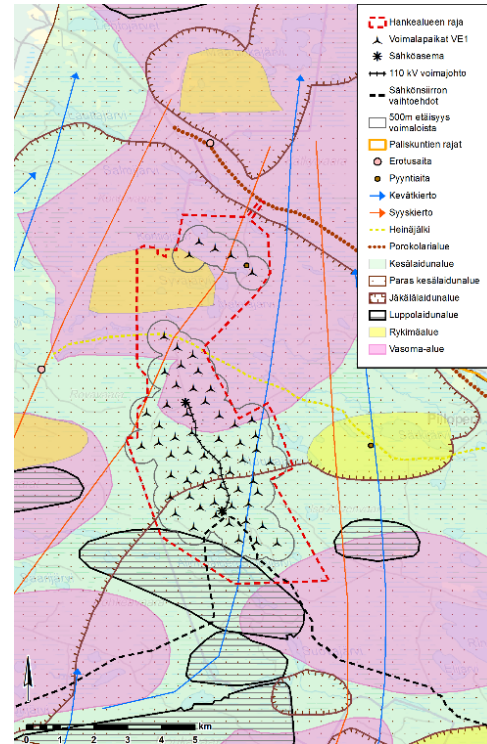 Hankealueen raja
Voimalapaikat VE1
Sähköasema
110 kV voimajohto
Sähkönsiirron
vaihtoehdot
500m etäisyys
voimaloista
Paliskuntien rajat
Erotusaita
Pyyntiaita
Kevätkierto
Syyskierto
Heinäjälki
Porokolarialue
Kesälaidunalue
Paras kesälaidunalue
Jäkälälaidunalue
Luppolaidunalue
Rykimäalue
Vasoma-alue
0 1 2 3 4 5
km